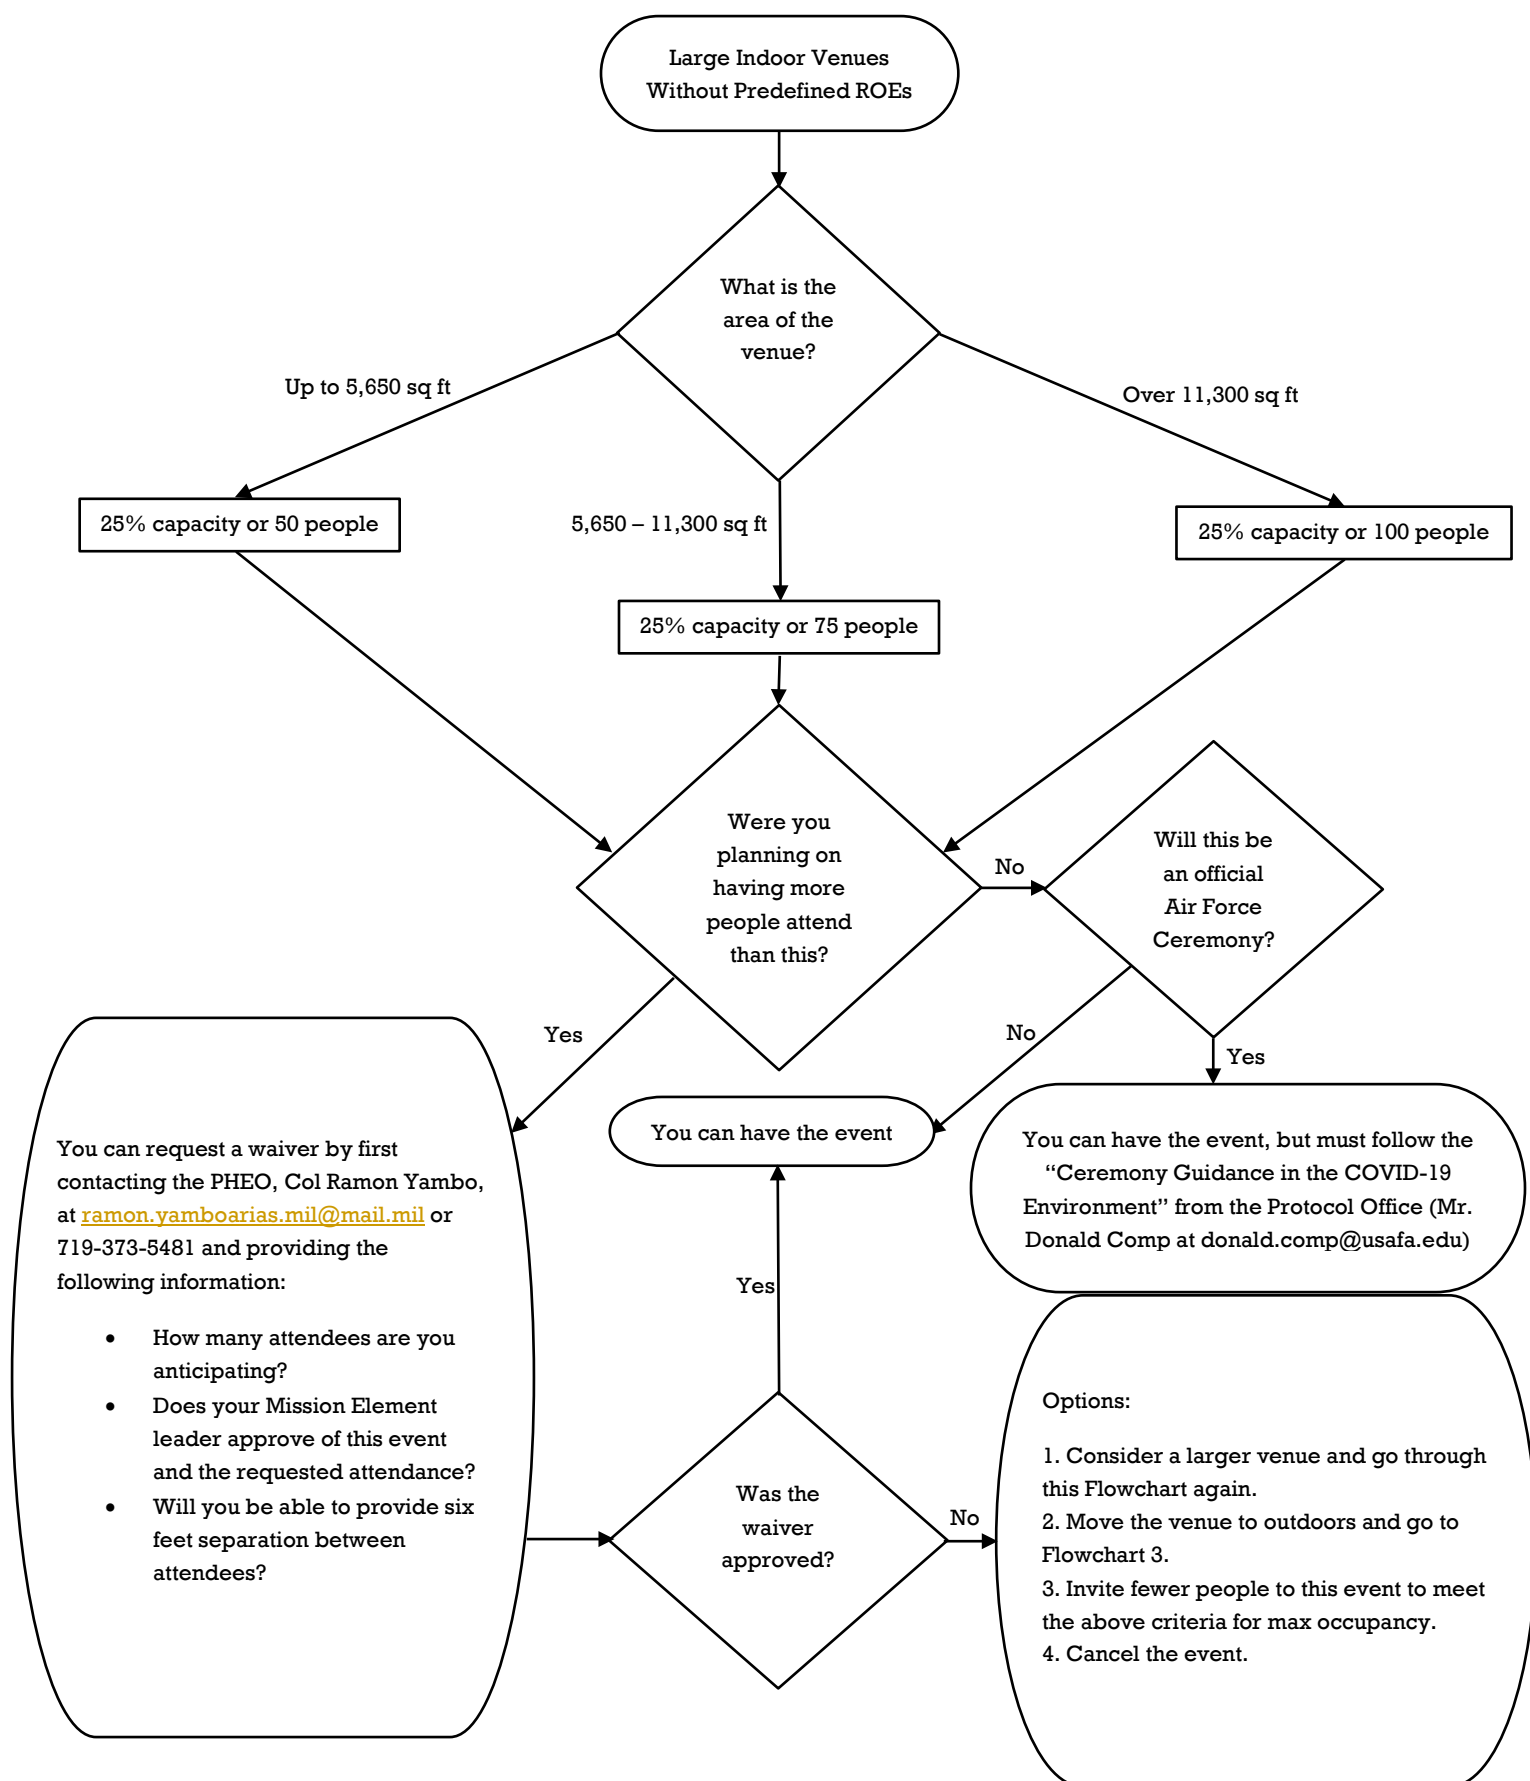 Large Indoor Venues
Without Predefined ROEs
What is the
area of the
venue?
Up to 5,650 sq ft
Over 11,300 sq ft
25% capacity or 50 people
5,650 – 11,300 sq ft
25% capacity or 100 people
25% capacity or 75 people
Were you
planning on
having more
people attend
than this?
No
Will this be
an official
Air Force
Ceremony?
Yes
No
Yes
You can request a waiver by first
contacting the PHEO, Col Ramon Yambo,
at ramon.yamboarias.mil@mail.mil or
719-373-5481 and providing the
following information:
• How many attendees are you
anticipating?
• Does your Mission Element
leader approve of this event
and the requested attendance?
• Will you be able to provide six
feet separation between
attendees?
You can have the event
You can have the event, but must follow the
“Ceremony Guidance in the COVID-19
Environment” from the Protocol Office (Mr.
Donald Comp at donald.comp@usafa.edu)
Yes
Was the
waiver
approved?
No
Options:
1. Consider a larger venue and go through
this Flowchart again.
2. Move the venue to outdoors and go to
Flowchart 3.
3. Invite fewer people to this event to meet
the above criteria for max occupancy.
4. Cancel the event.